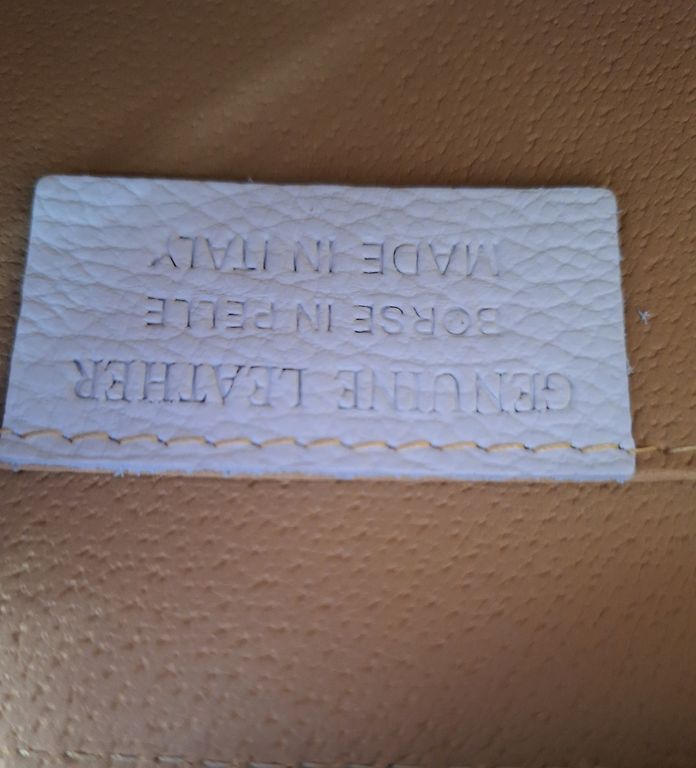 GENUINE LEATHER
BORSE IN PELLE
MADE IN ITALY